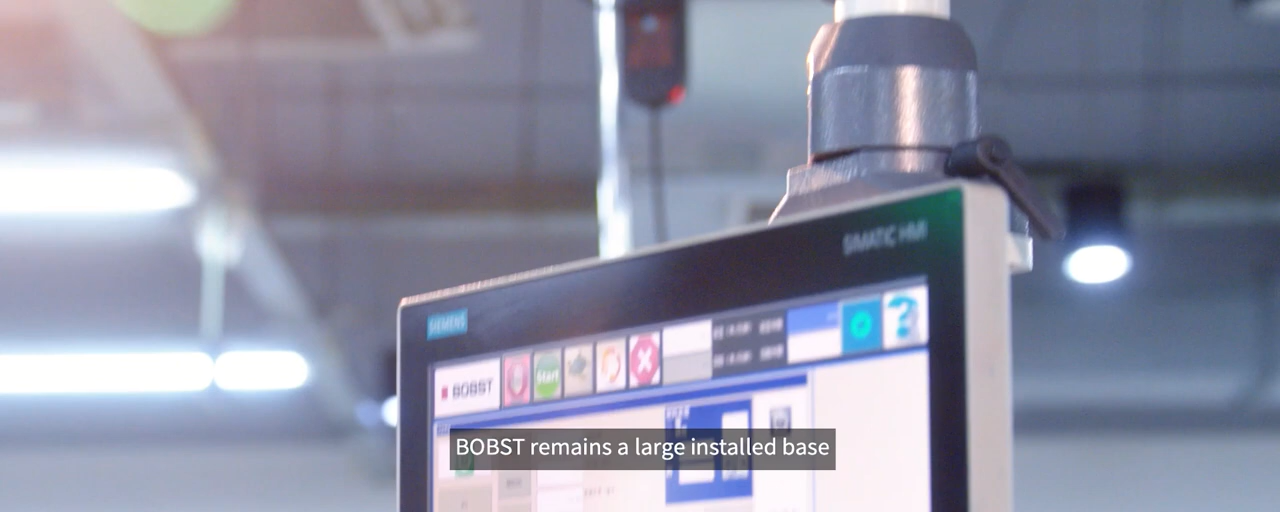 SIMATIC HMI
SIEMENS
BOBST
Start
BOBST remains a large installed base